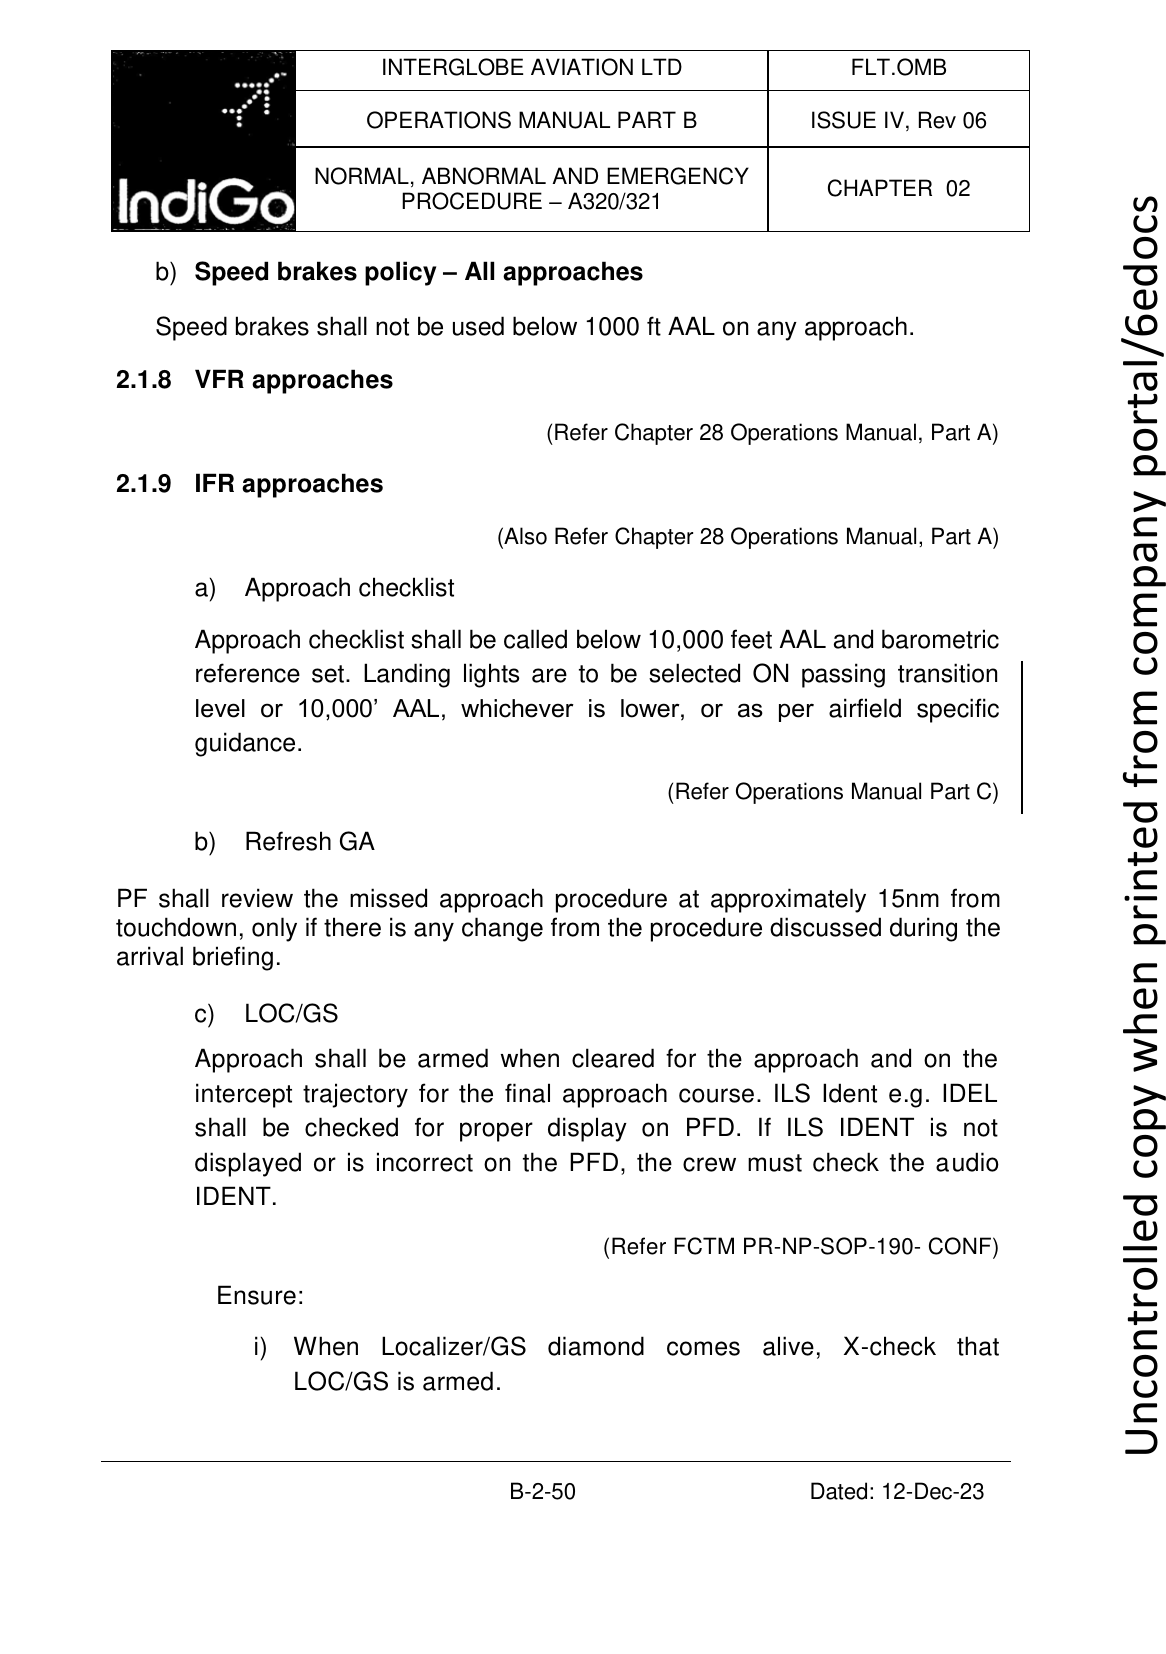 IndiGo
INTERGLOBE AVIATION LTD
FLT.OMB
OPERATIONS MANUAL PART B
ISSUE IV, Rev 06
NORMAL, ABNORMAL AND EMERGENCY
PROCEDURE – A320/321
CHAPTER 02
b) Speed brakes policy – All approaches
Speed brakes shall not be used below 1000 ft AAL on any approach.
2.1.8 VFR approaches
(Refer Chapter 28 Operations Manual, Part A)
2.1.9 IFR approaches
(Also Refer Chapter 28 Operations Manual, Part A)
a) Approach checklist
Approach checklist shall be called below 10,000 feet AAL and barometric
reference set. Landing lights are to be selected ON passing transition
level or 10,000’ AAL, whichever is lower, or as per airfield specific
guidance.
(Refer Operations Manual Part C)
b) Refresh GA
PF shall review the missed approach procedure at approximately 15nm from
touchdown, only if there is any change from the procedure discussed during the
arrival briefing.
c) LOC/GS
Approach shall be armed when cleared for the approach and on the
intercept trajectory for the final approach course. ILS Ident e.g. IDEL
shall be checked for proper display on PFD. If ILS IDENT is not
displayed or is incorrect on the PFD, the crew must check the audio
IDENT.
(Refer FCTM PR-NP-SOP-190- CONF)
Ensure:
i) When Localizer/GS diamond comes alive, X-check that
LOC/GS is armed.
B-2-50
Dated: 12-Dec-23
Uncontrolled copy when printed from company portal/6edocs